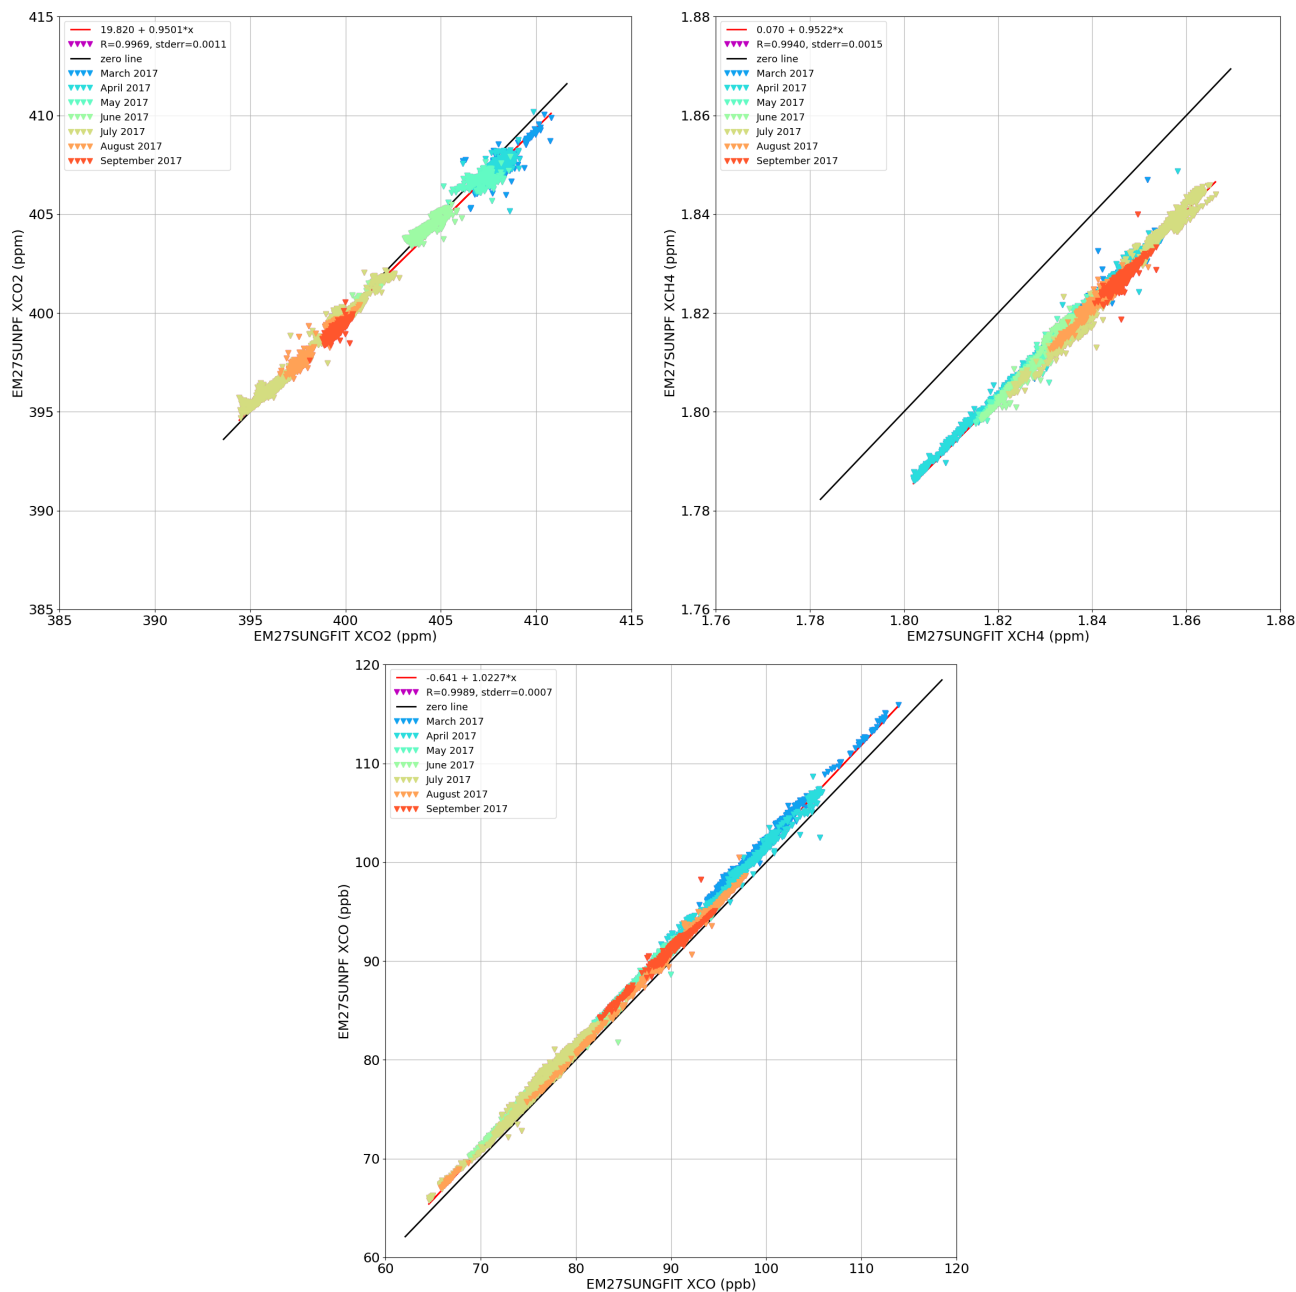 415
410
405
400
395
390
385
EM27SUNPF XCO2 (ppm)
19.820 + 0.9501*x
R=0.9969, stderr=0.0011
zero line
March 2017
April 2017
May 2017
June 2017
July 2017
August 2017
September 2017
385 390 395 400 405 410 415
EM27SUNGFIT XCO2 (ppm)
1.88
1.86
1.84
1.82
1.80
1.78
1.76
EM27SUNPF XCH4 (ppm)
0.070 + 0.9522*x
R=0.9940, stderr=0.0015
zero line
March 2017
April 2017
May 2017
June 2017
July 2017
August 2017
September 2017
1.76 1.78 1.80 1.82 1.84 1.86 1.88
EM27SUNGFIT XCH4 (ppm)
120
110
100
90
80
70
60
EM27SUNPF XCO (ppb)
-0.641 + 1.0227*x
R=0.9989, stderr=0.0007
zero line
March 2017
April 2017
May 2017
June 2017
July 2017
August 2017
September 2017
60 70 80 90 100 110 120
EM27SUNGFIT XCO (ppb)